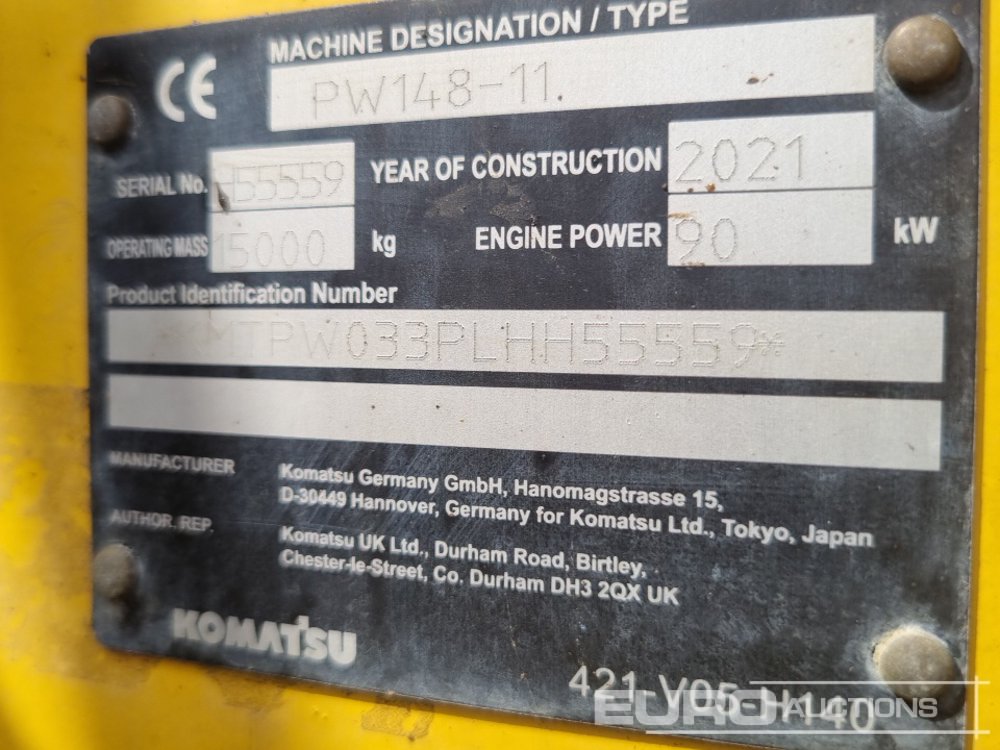 CE
MACHINE DESIGNATION / TYPE
PW148-11
SERIAL No. H55559
YEAR OF CONSTRUCTION 2021
OPERATING MASS 15000 kg
ENGINE POWER 90 kW
Product Identification Number
TPW033PLHH55559*
MANUFACTURER
Komatsu Germany GmbH, Hanomagstrasse 15,
D-30449 Hannover, Germany for Komatsu Ltd., Tokyo, Japan
AUTHOR. REP.
Komatsu UK Ltd., Durham Road, Birtley,
Chester-le-Street, Co. Durham DH3 2QX UK
KOMATSU
421-V05-H140
EURO AUCTIONS